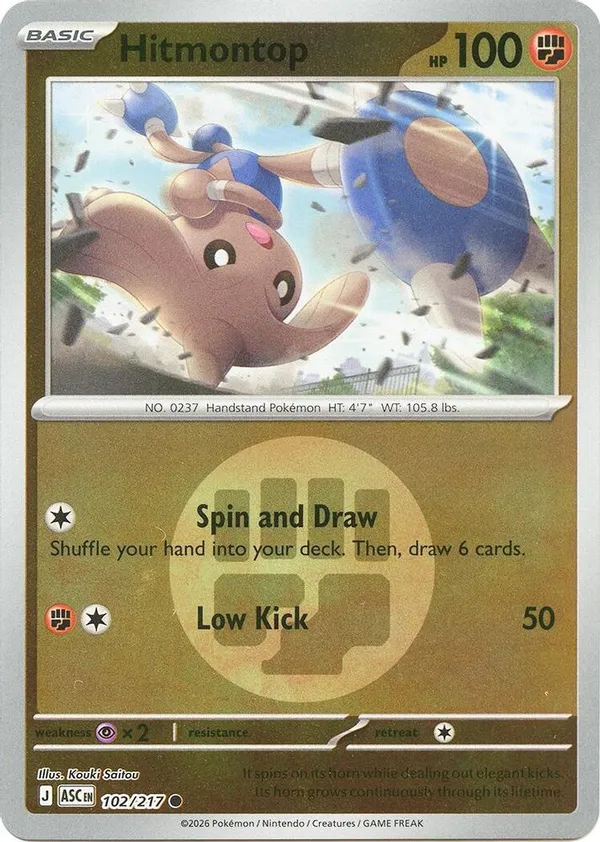 BASIC
Hitmontop
HP 100
NO. 0237 Handstand Pokémon HT: 4'7" WT: 105.8 lbs.
Spin and Draw
Shuffle your hand into your deck. Then, draw 6 cards.
Low Kick 50
weakness ×2 resistance retreat
Illus. Kouki Saitou
It spins on its horn while dealing out elegant kicks.
Its horn grows continuously through its lifetime.
J ASC EN 102/217
©2026 Pokémon / Nintendo / Creatures / GAME FREAK